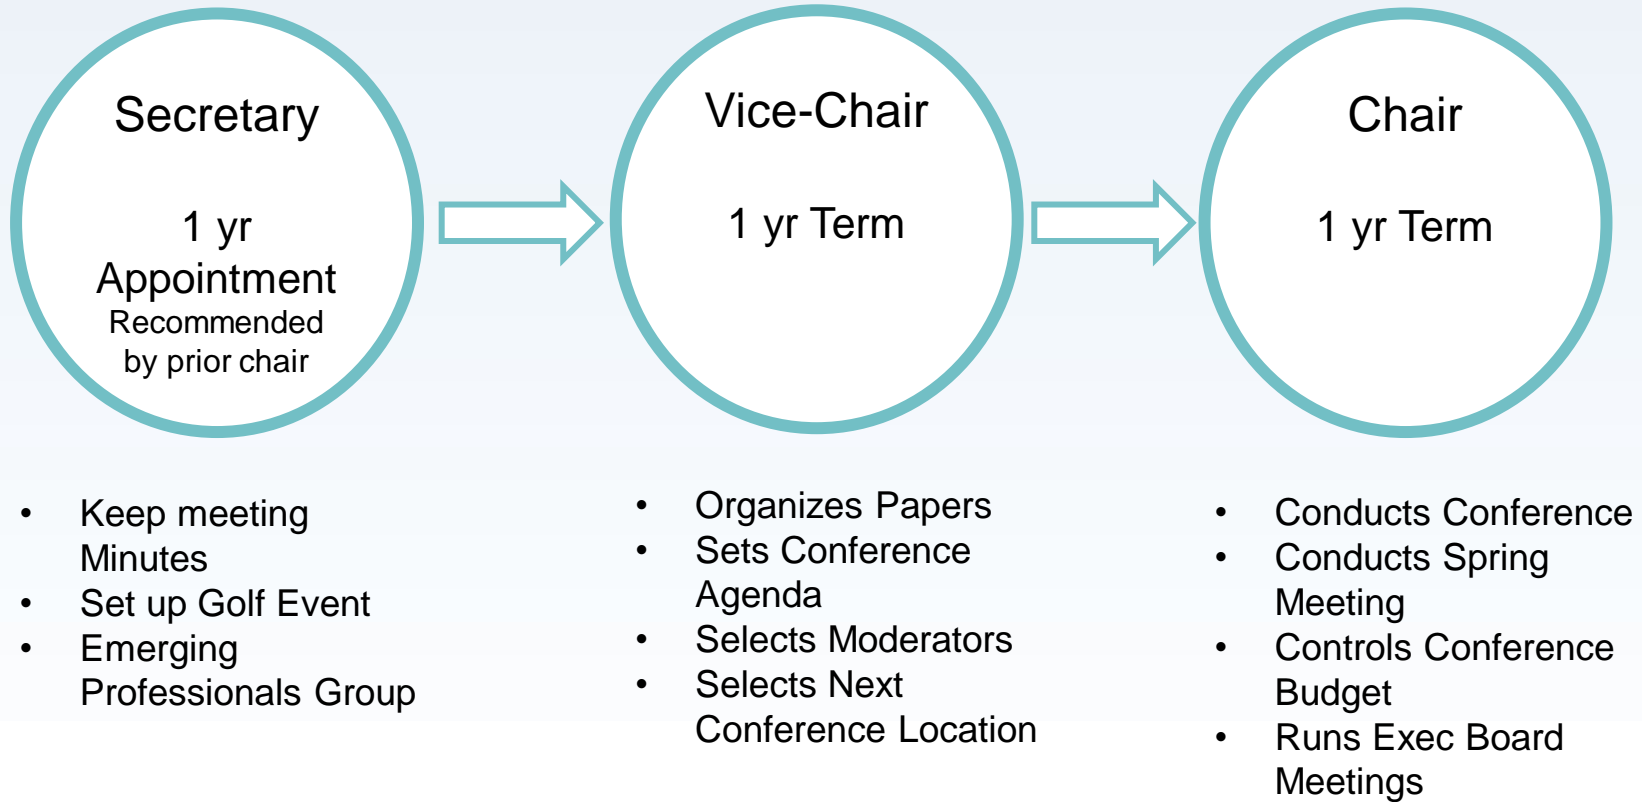 Secretary
1 yr
Appointment
Recommended
by prior chair
• Keep meeting
Minutes
• Set up Golf Event
• Emerging
Professionals Group
Vice-Chair
1 yr Term
• Organizes Papers
• Sets Conference
Agenda
• Selects Moderators
• Selects Next
Conference Location
Chair
1 yr Term
• Conducts Conference
• Conducts Spring
Meeting
• Controls Conference
Budget
• Runs Exec Board
Meetings